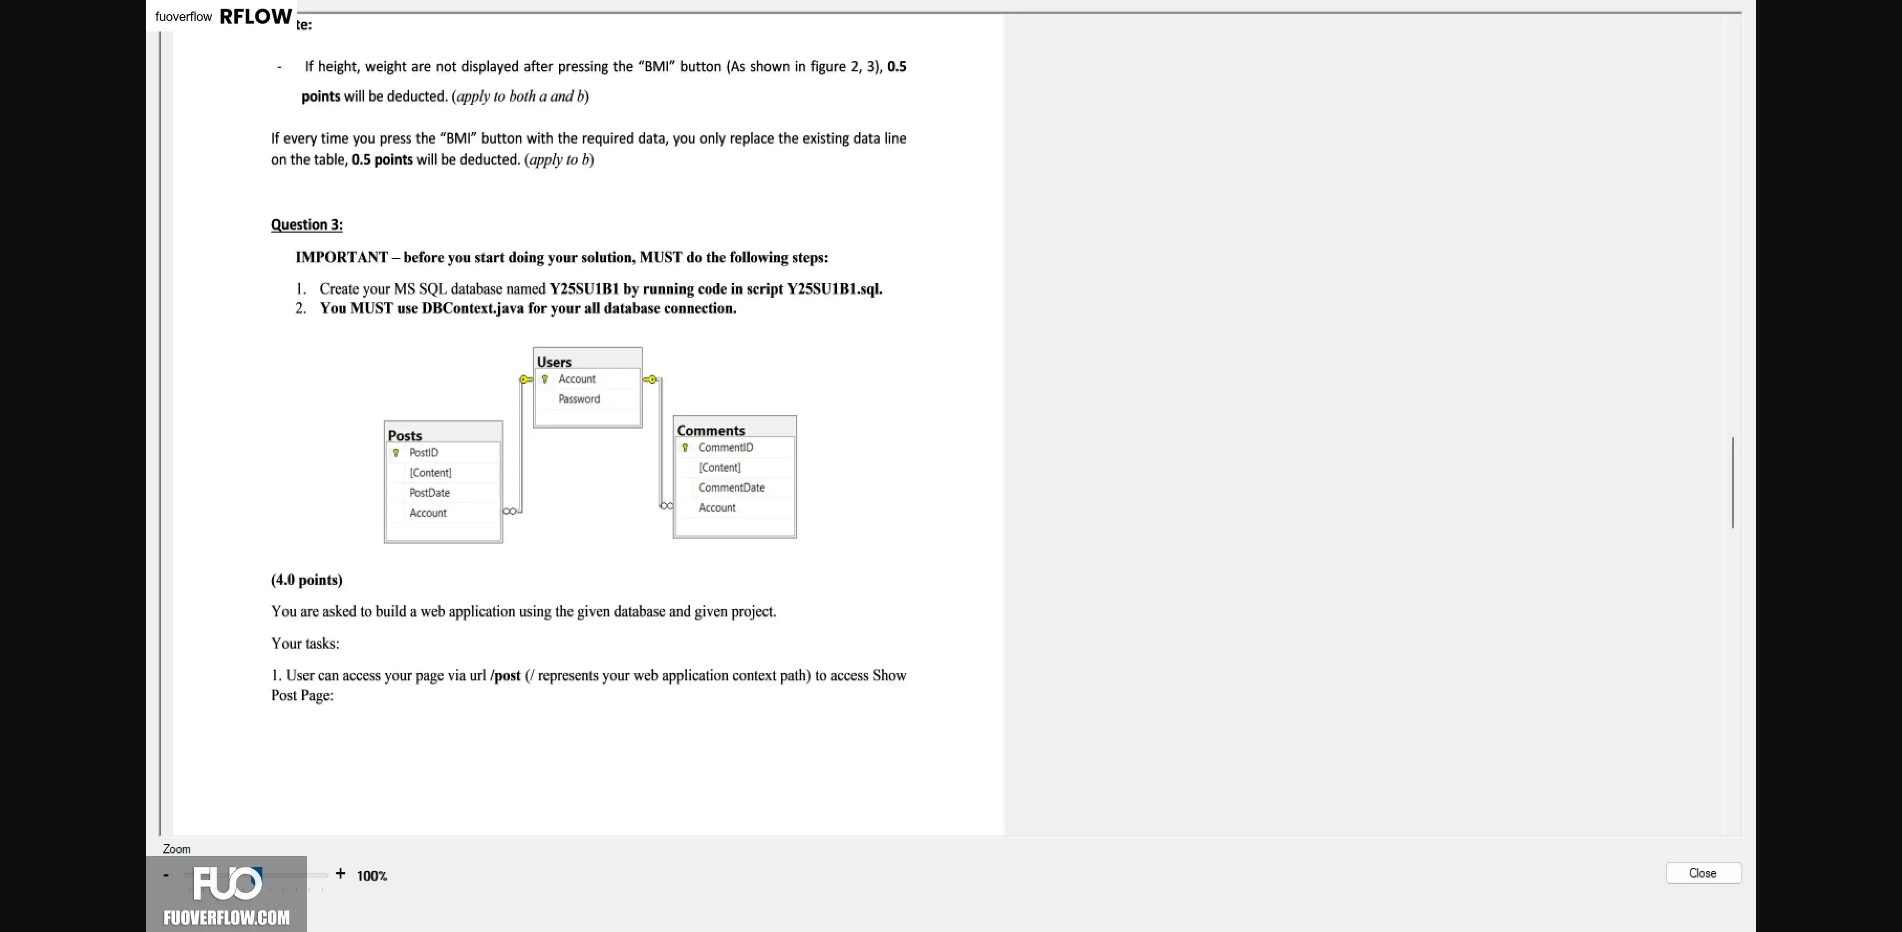 fuoverflow RFLOW
te:
- If height, weight are not displayed after pressing the “BMI” button (As shown in figure 2, 3), 0.5
points will be deducted. (apply to both a and b)
If every time you press the “BMI” button with the required data, you only replace the existing data line
on the table, 0.5 points will be deducted. (apply to b)
Question 3:
IMPORTANT – before you start doing your solution, MUST do the following steps:
1. Create your MS SQL database named Y25SU1B1 by running code in script Y25SU1B1.sql.
2. You MUST use DBContext.java for your all database connection.
Users
Account
Password
Posts
PostID
[Content]
PostDate
Account
Comments
CommentID
[Content]
CommentDate
Account
(4.0 points)
You are asked to build a web application using the given database and given project.
Your tasks:
1. User can access your page via url /post (/ represents your web application context path) to access Show
Post Page:
Zoom
- + 100%
Close
FUO
FUOVERFLOW.COM